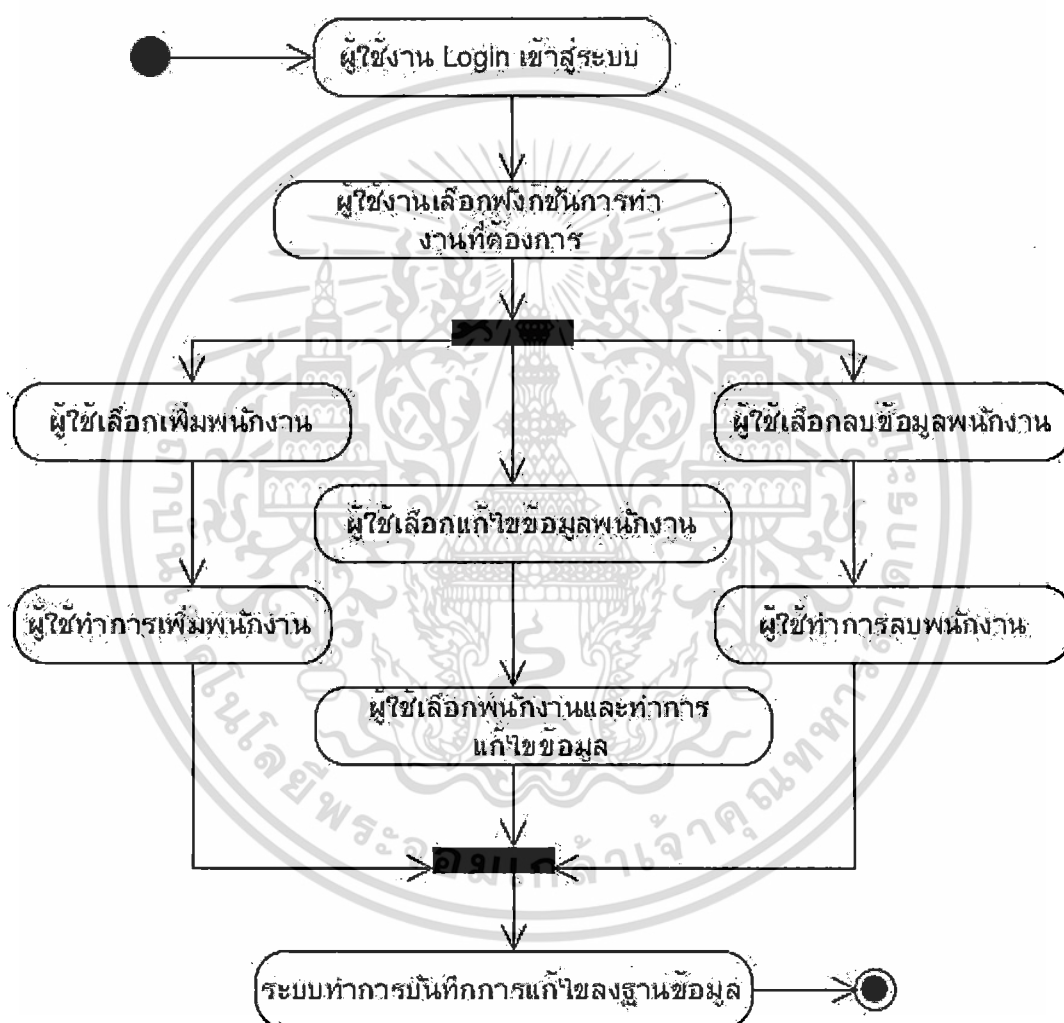 ผู้ใช้งาน Login เข้าสู่ระบบ
ผู้ใช้งานเลือกฟังก์ชันการทำ
งานที่ต้องการ
ผู้ใช้เลือกเพิ่มพนักงาน
ผู้ใช้เลือกลบข้อมูลพนักงาน
ผู้ใช้เลือกแก้ไขข้อมูลพนักงาน
ผู้ใช้ทำการเพิ่มพนักงาน
ผู้ใช้ทำการลบพนักงาน
ผู้ใช้เลือกพนักงานและทำการ
แก้ไขข้อมูล
ระบบทำการบันทึกการแก้ไขลงฐานข้อมูล